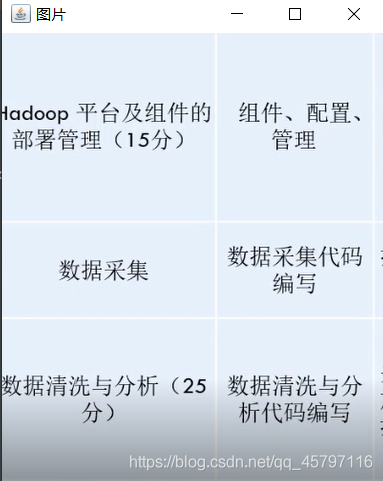 图片
Hadoop 平台及组件的
部署管理（15分）
组件、配置、
管理
数据采集
数据采集代码
编写
数据清洗与分析（25
分）
数据清洗与分
析代码编写
https://blog.csdn.net/qq_45797116